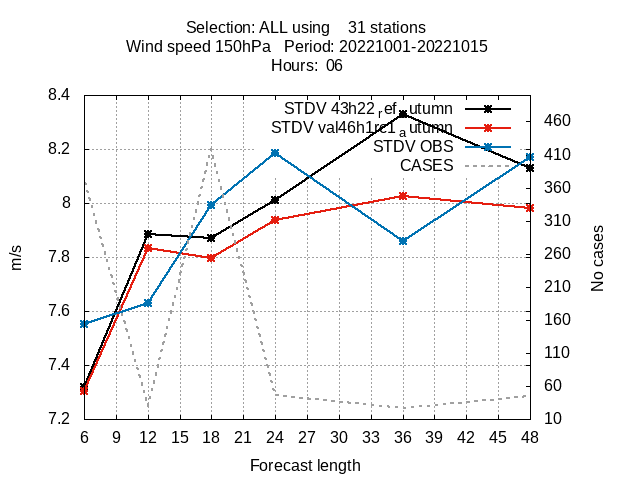 Selection: ALL using 31 stations
Wind speed 150hPa Period: 20221001-20221015
Hours: 06
STDV 43h22_ref_autumn
STDV val46h1rc1_autumn
STDV OBS
CASES
8.4
8.2
8
7.8
7.6
7.4
7.2
460
410
360
310
260
210
160
110
60
10
m/s
No cases
6 9 12 15 18 21 24 27 30 33 36 39 42 45 48
Forecast length